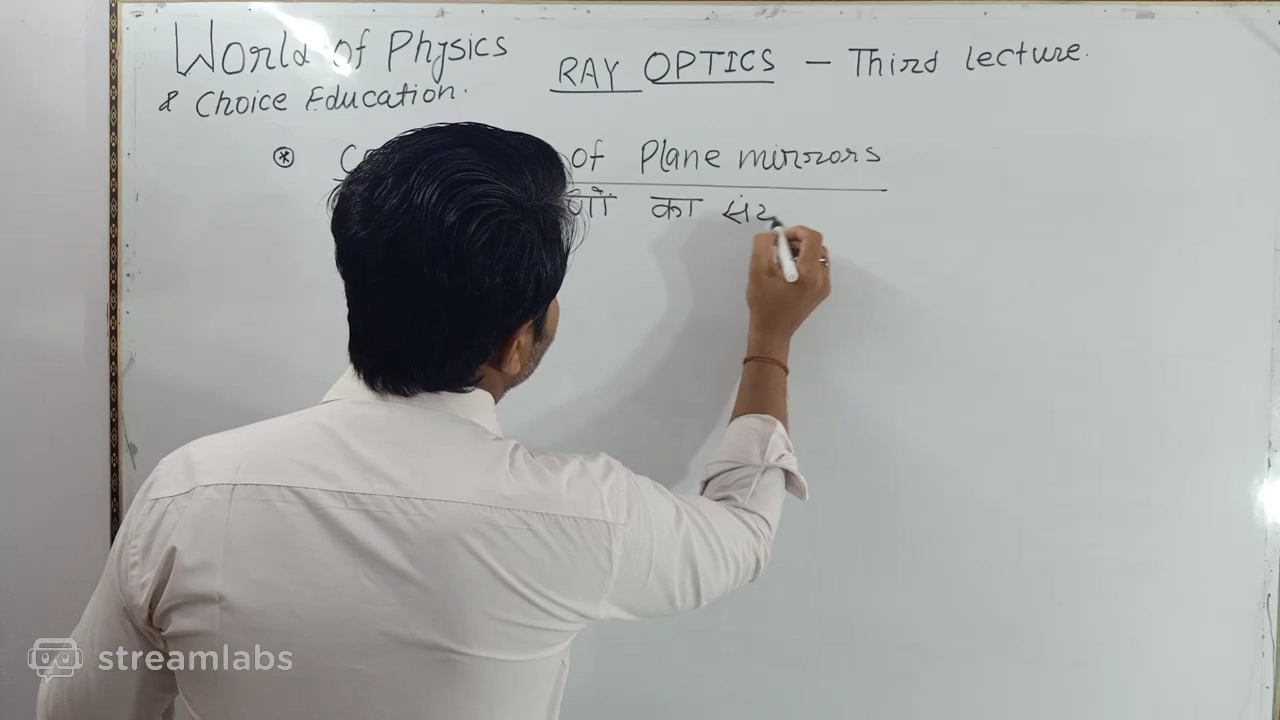 World of Physics
& Choice Education.
RAY OPTICS - Third lecture.
of Plane mirrors
का
streamlabs